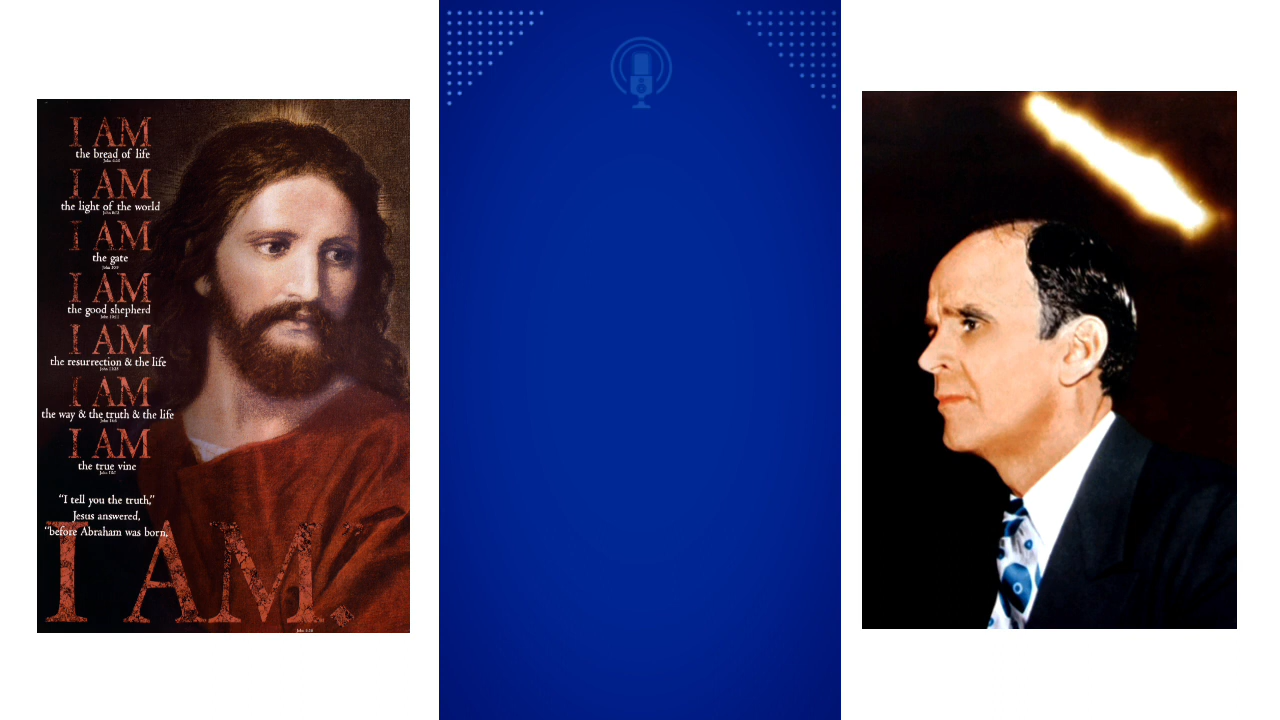 I AM
the bread of life
I AM
the light of the world
I AM
the gate
I AM
the good shepherd
I AM
the resurrection & the life
I AM
the way & the truth & the life
I AM
the true vine
“I tell you the truth,”
Jesus answered,
“before Abraham was born,
I AM.”